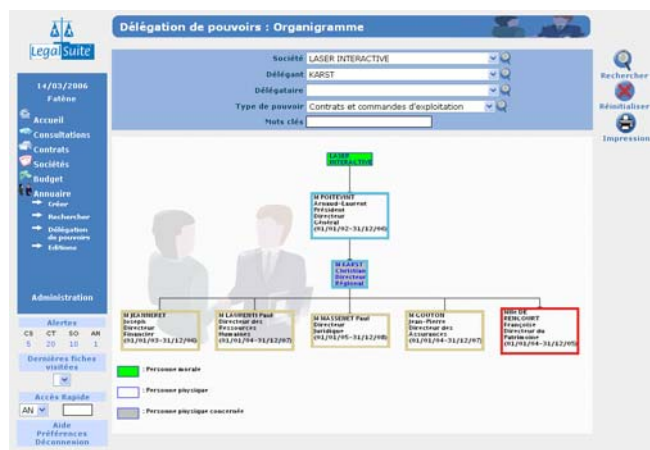 Délégation de pouvoirs : Organigramme
Legal Suite
14/03/2006
Fatène
Accueil
Consultations
Contrats
Sociétés
Budget
Annuaire
Créer
Rechercher
Délégation
de pouvoirs
Editions
Administration
Alertes
CS CT SO AN
5 20 10 1
Dernières fiches
visitées
Accès Rapide
AN
Aide
Préférences
Déconnexion
Société LASER INTERACTIVE
Délégant KARST
Délégataire
Type de pouvoir Contrats et commandes d'exploitation
Mots clés
Rechercher
Réinitialiser
Impression
LASER
INTERACTIVE
M POITEVINT
Arnaud-Laurent
Président
Directeur
Général
(01/01/02-31/12/06)
M KARST
Christian
Directeur
Régional
M JEANNERET
Joseph
Directeur
Financier
(01/01/03-31/12/06)
M LAURENTS Paul
Directeur des
Ressources
Humaines
(01/01/04-31/12/07)
M MASSENET Paul
Directeur
Juridique
(01/01/05-31/12/08)
M GOUTON
Jean-Pierre
Directeur des
Assurances
(01/01/04-31/12/07)
Mlle DE
RENCOURT
Françoise
Directeur du
Patrimoine
(01/01/04-31/12/05)
: Personne morale
: Personne physique
: Personne physique concernée